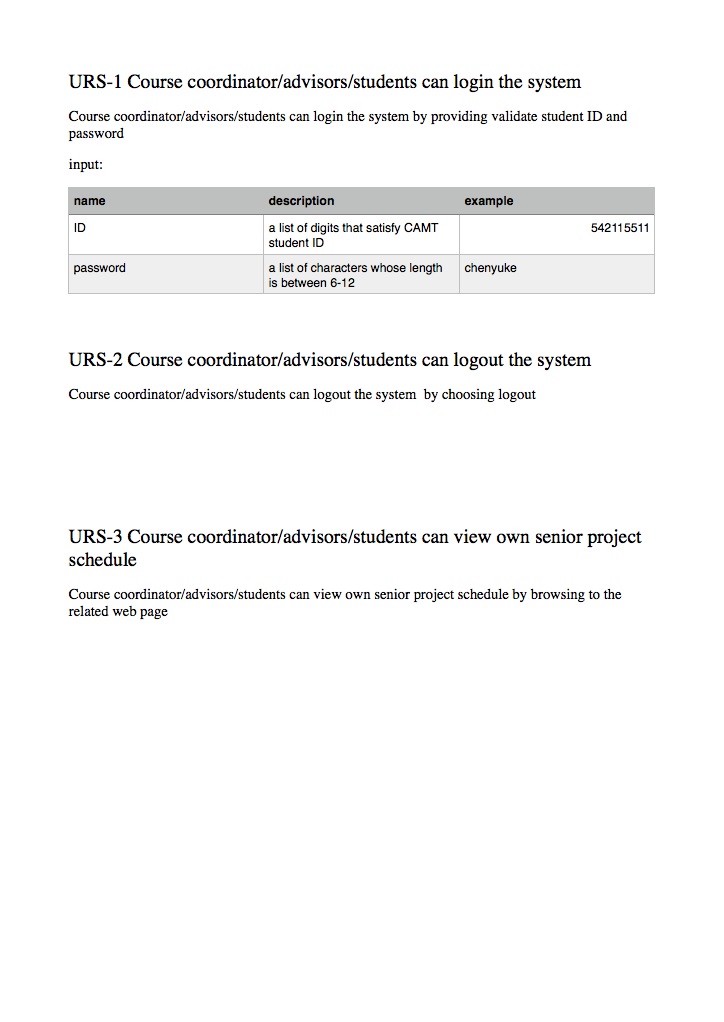 URS-1 Course coordinator/advisors/students can login the system
Course coordinator/advisors/students can login the system by providing validate student ID and
password
input:
name description example
ID a list of digits that satisfy CAMT 542115511
student ID
password a list of characters whose length chenyuke
is between 6-12
URS-2 Course coordinator/advisors/students can logout the system
Course coordinator/advisors/students can logout the system  by choosing logout
URS-3 Course coordinator/advisors/students can view own senior project
schedule
Course coordinator/advisors/students can view own senior project schedule by browsing to the
related web page